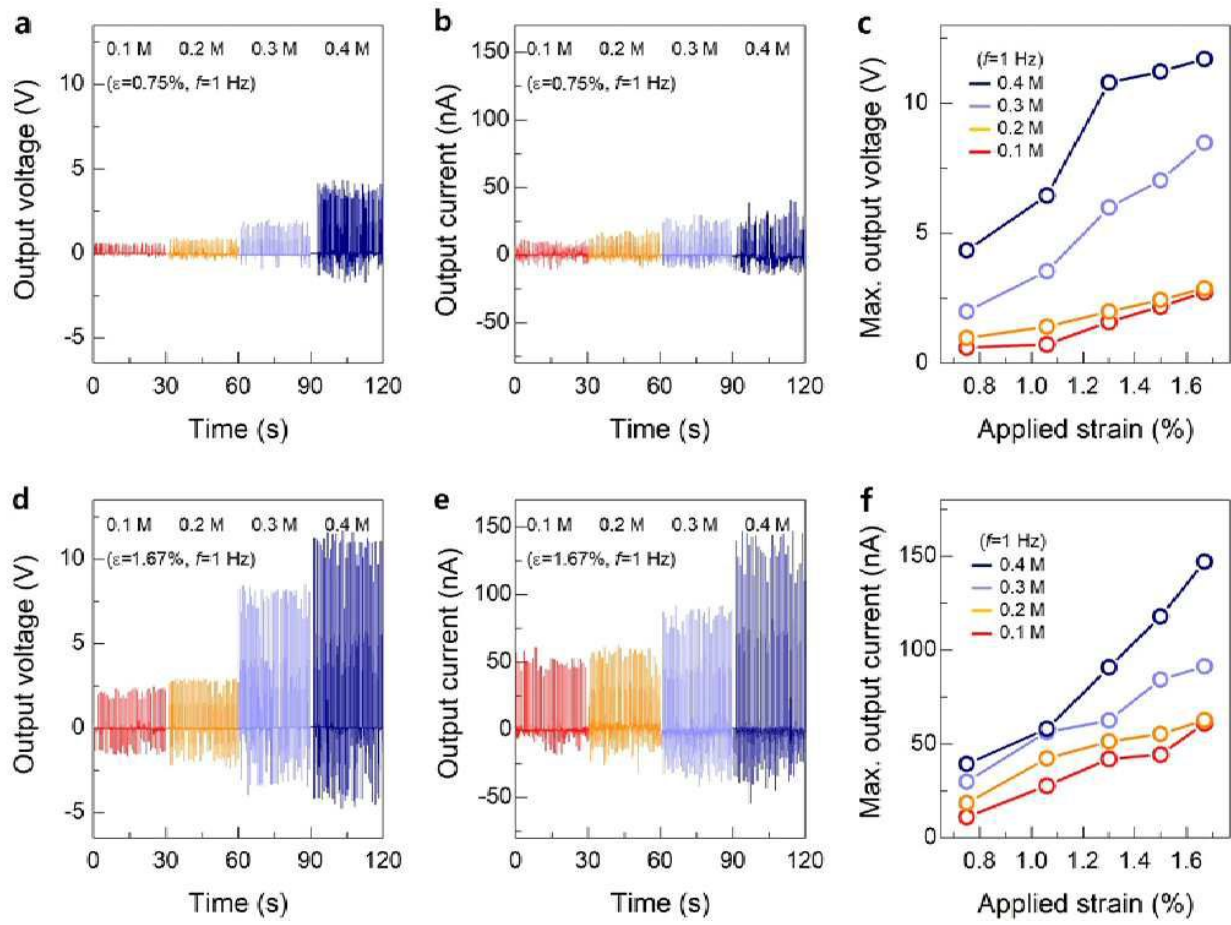 a
0.1 M 0.2 M 0.3 M 0.4 M
(ε=0.75%, f=1 Hz)
Output voltage (V)
10
5
0
-5
0 30 60 90 120
Time (s)
b
0.1 M 0.2 M 0.3 M 0.4 M
(ε=0.75%, f=1 Hz)
Output current (nA)
150
100
50
0
-50
0 30 60 90 120
Time (s)
c
(f=1 Hz)
0.4 M
0.3 M
0.2 M
0.1 M
Max. output voltage (V)
10
5
0
0.8 1.0 1.2 1.4 1.6
Applied strain (%)
d
0.1 M 0.2 M 0.3 M 0.4 M
(ε=1.67%, f=1 Hz)
Output voltage (V)
10
5
0
-5
0 30 60 90 120
Time (s)
e
0.1 M 0.2 M 0.3 M 0.4 M
(ε=1.67%, f=1 Hz)
Output current (nA)
150
100
50
0
-50
0 30 60 90 120
Time (s)
f
(f=1 Hz)
0.4 M
0.3 M
0.2 M
0.1 M
Max. output current (nA)
150
100
50
0
0.8 1.0 1.2 1.4 1.6
Applied strain (%)